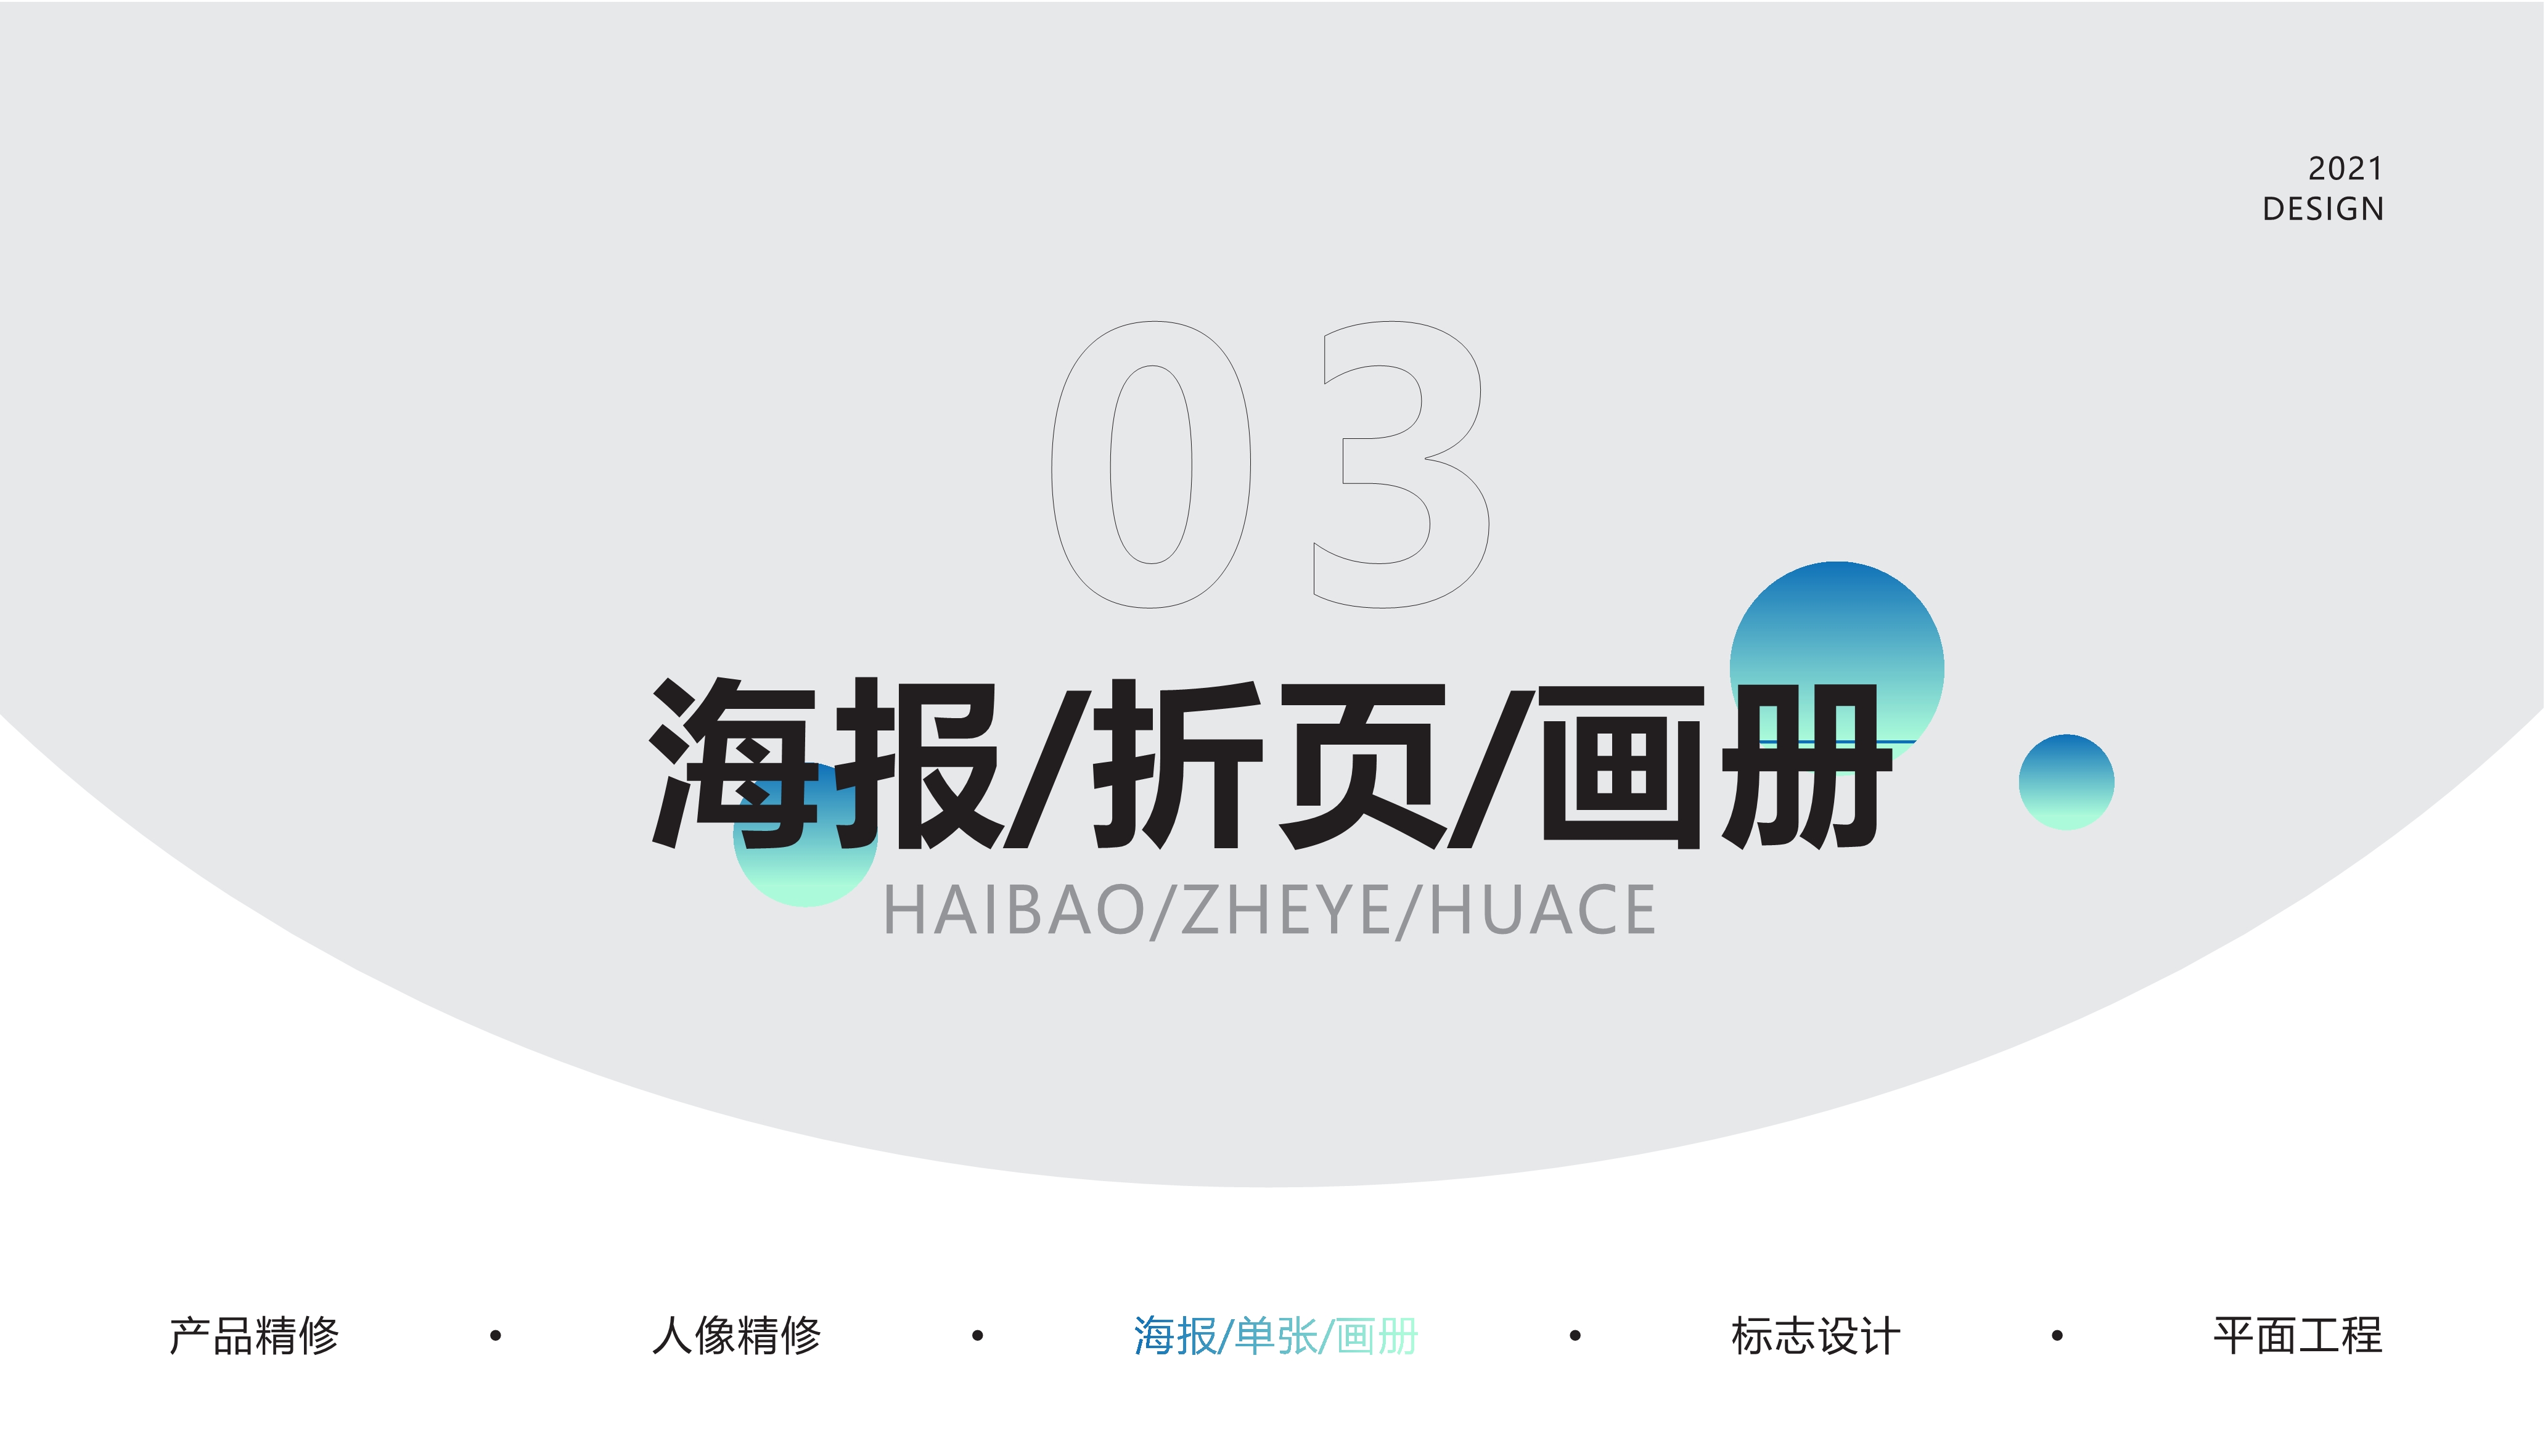 2021
DESIGN
03
海报/折页/画册
HAIBAO/ZHEYE/HUACE
产品精修 • 人像精修 • 海报/单张/画册 • 标志设计 • 平面工程